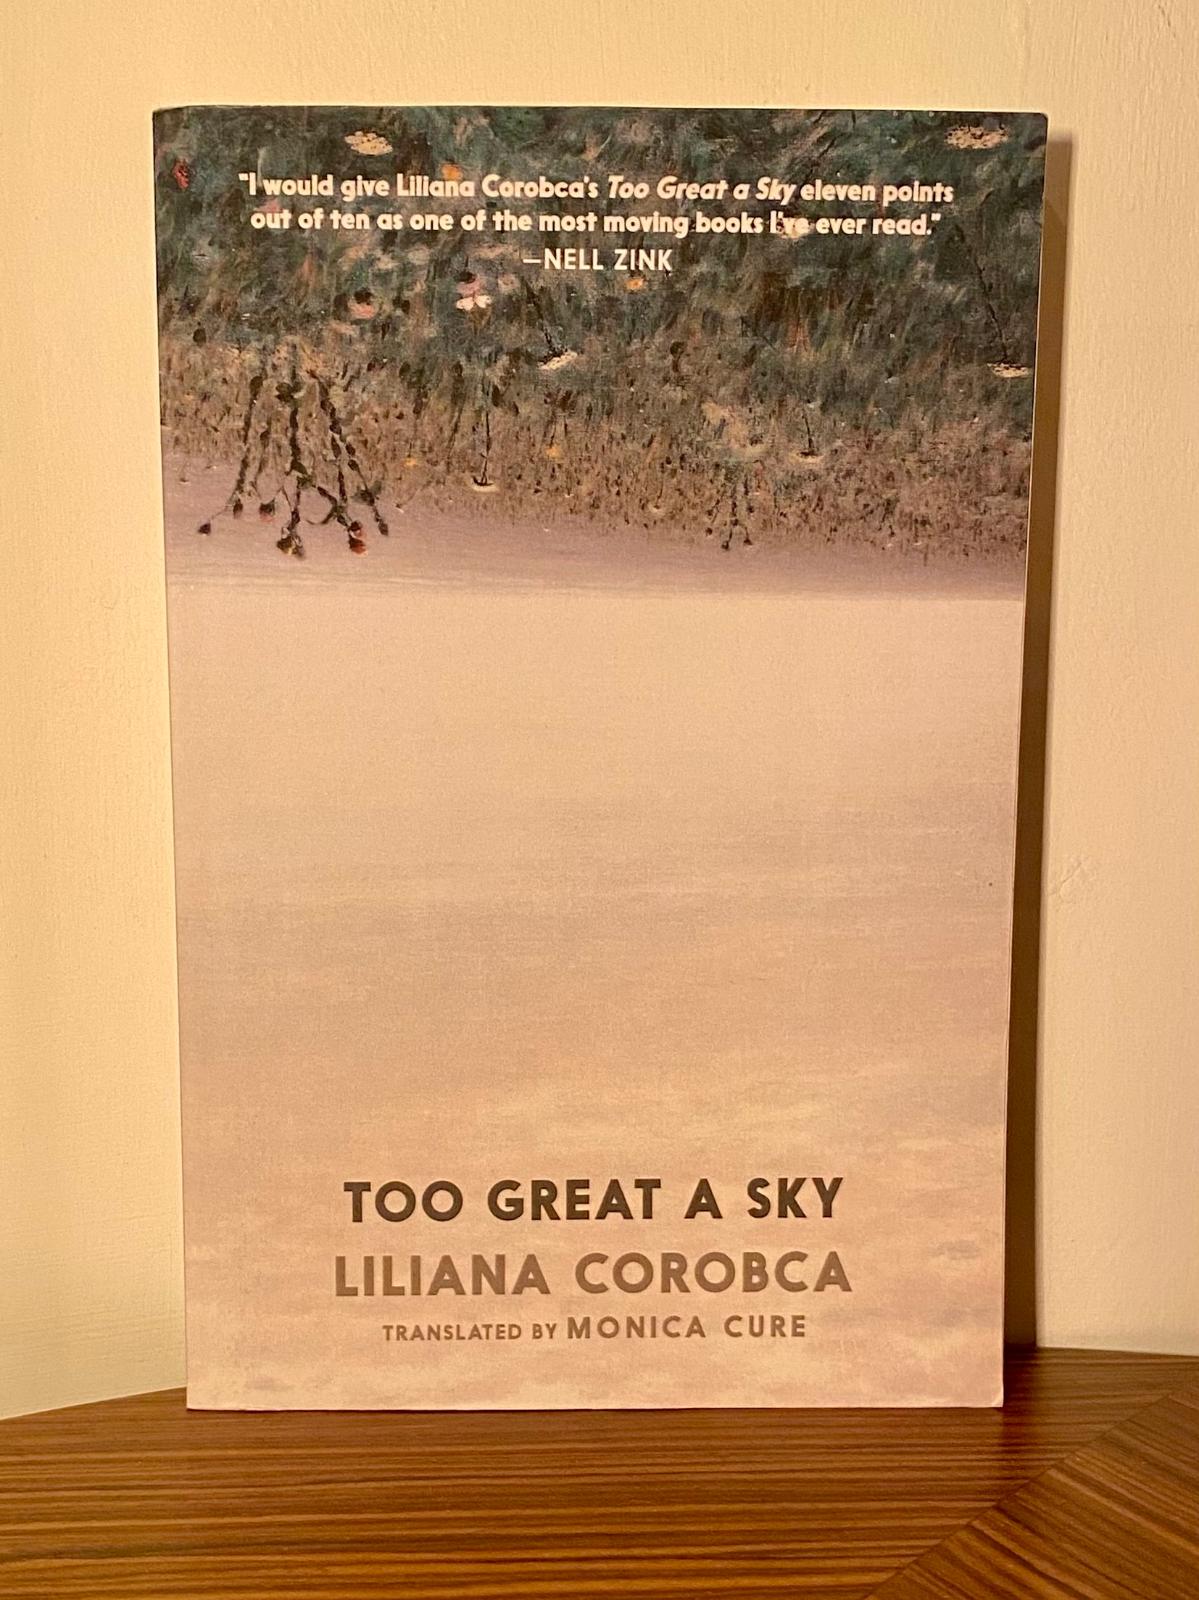 "I would give Liliana Corobca's Too Great a Sky eleven points
out of ten as one of the most moving books I've ever read."
—NELL ZINK
TOO GREAT A SKY
LILIANA COROBCA
TRANSLATED BY MONICA CURE